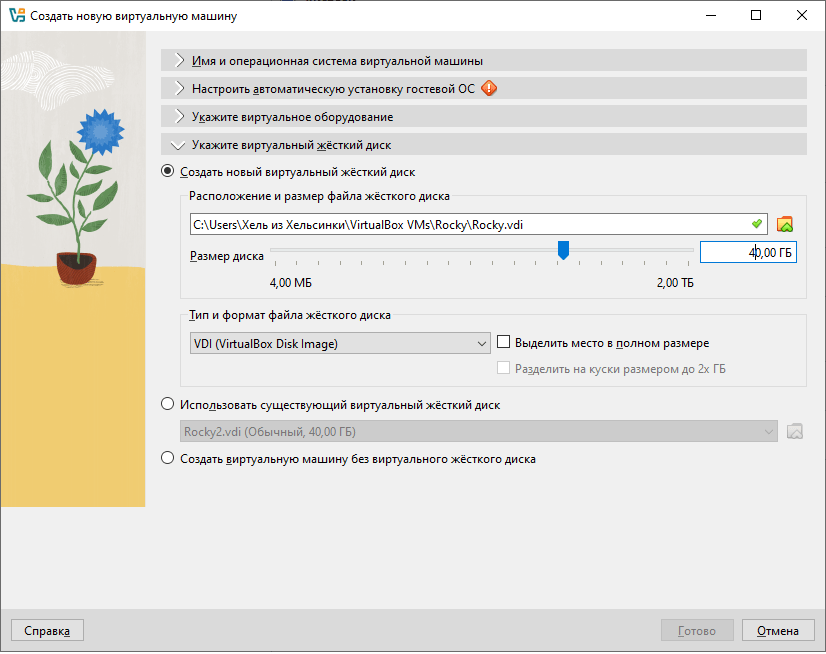 Создать новую виртуальную машину
Имя и операционная система виртуальной машины
Настроить автоматическую установку гостевой ОС
Укажите виртуальное оборудование
Укажите виртуальный жёсткий диск
Создать новый виртуальный жёсткий диск
Расположение и размер файла жёсткого диска
C:\Users\Хель из Хельсинки\VirtualBox VMs\Rocky\Rocky.vdi
Размер диска
40,00 ГБ
4,00 МБ
2,00 ТБ
Тип и формат файла жёсткого диска
VDI (VirtualBox Disk Image)
Выделить место в полном размере
Разделить на куски размером до 2х ГБ
Использовать существующий виртуальный жёсткий диск
Rocky2.vdi (Обычный, 40,00 ГБ)
Создать виртуальную машину без виртуального жёсткого диска
Справка
Готово
Отмена